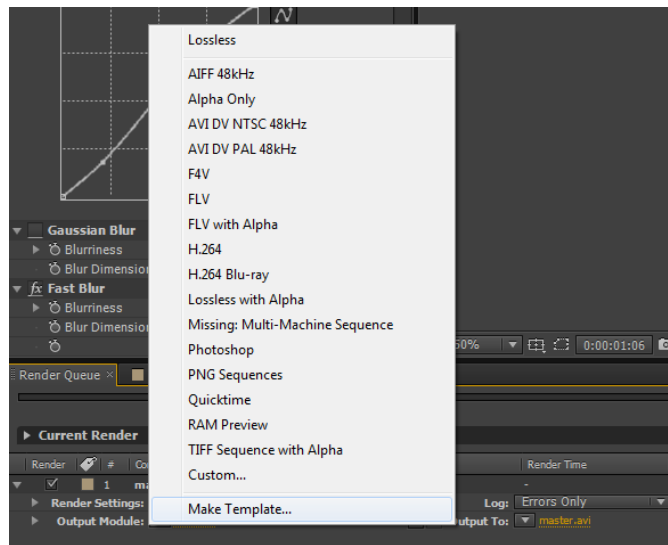 Lossless
AIFF 48kHz
Alpha Only
AVI DV NTSC 48kHz
AVI DV PAL 48kHz
F4V
FLV
FLV with Alpha
H.264
H.264 Blu-ray
Lossless with Alpha
Missing: Multi-Machine Sequence
Photoshop
PNG Sequences
Quicktime
RAM Preview
TIFF Sequence with Alpha
Custom...
Make Template...
Gaussian Blur
Blurriness
Blur Dimension
fx Fast Blur
Blurriness
Blur Dimension
0:00:01:06
Render Queue ×
Current Render
Render # Render Time
1 -
Render Settings: Log: Errors Only
Output Module: To: master.avi